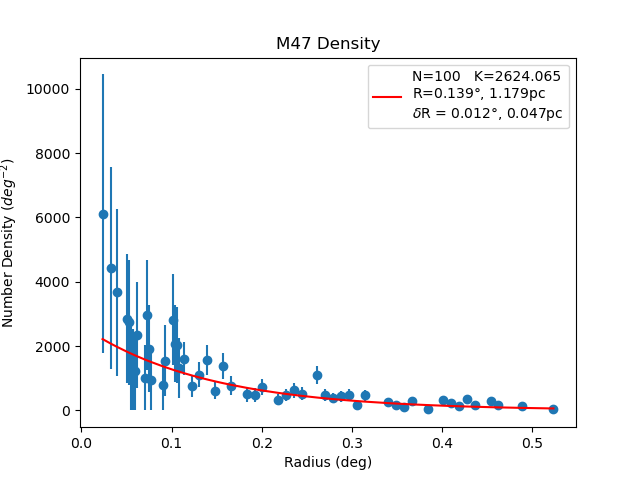 M47 Density
N=100 K=2624.065
R=0.139°, 1.179pc
δR = 0.012°, 0.047pc
Number Density (deg⁻²)
10000
8000
6000
4000
2000
0
0.0 0.1 0.2 0.3 0.4 0.5
Radius (deg)